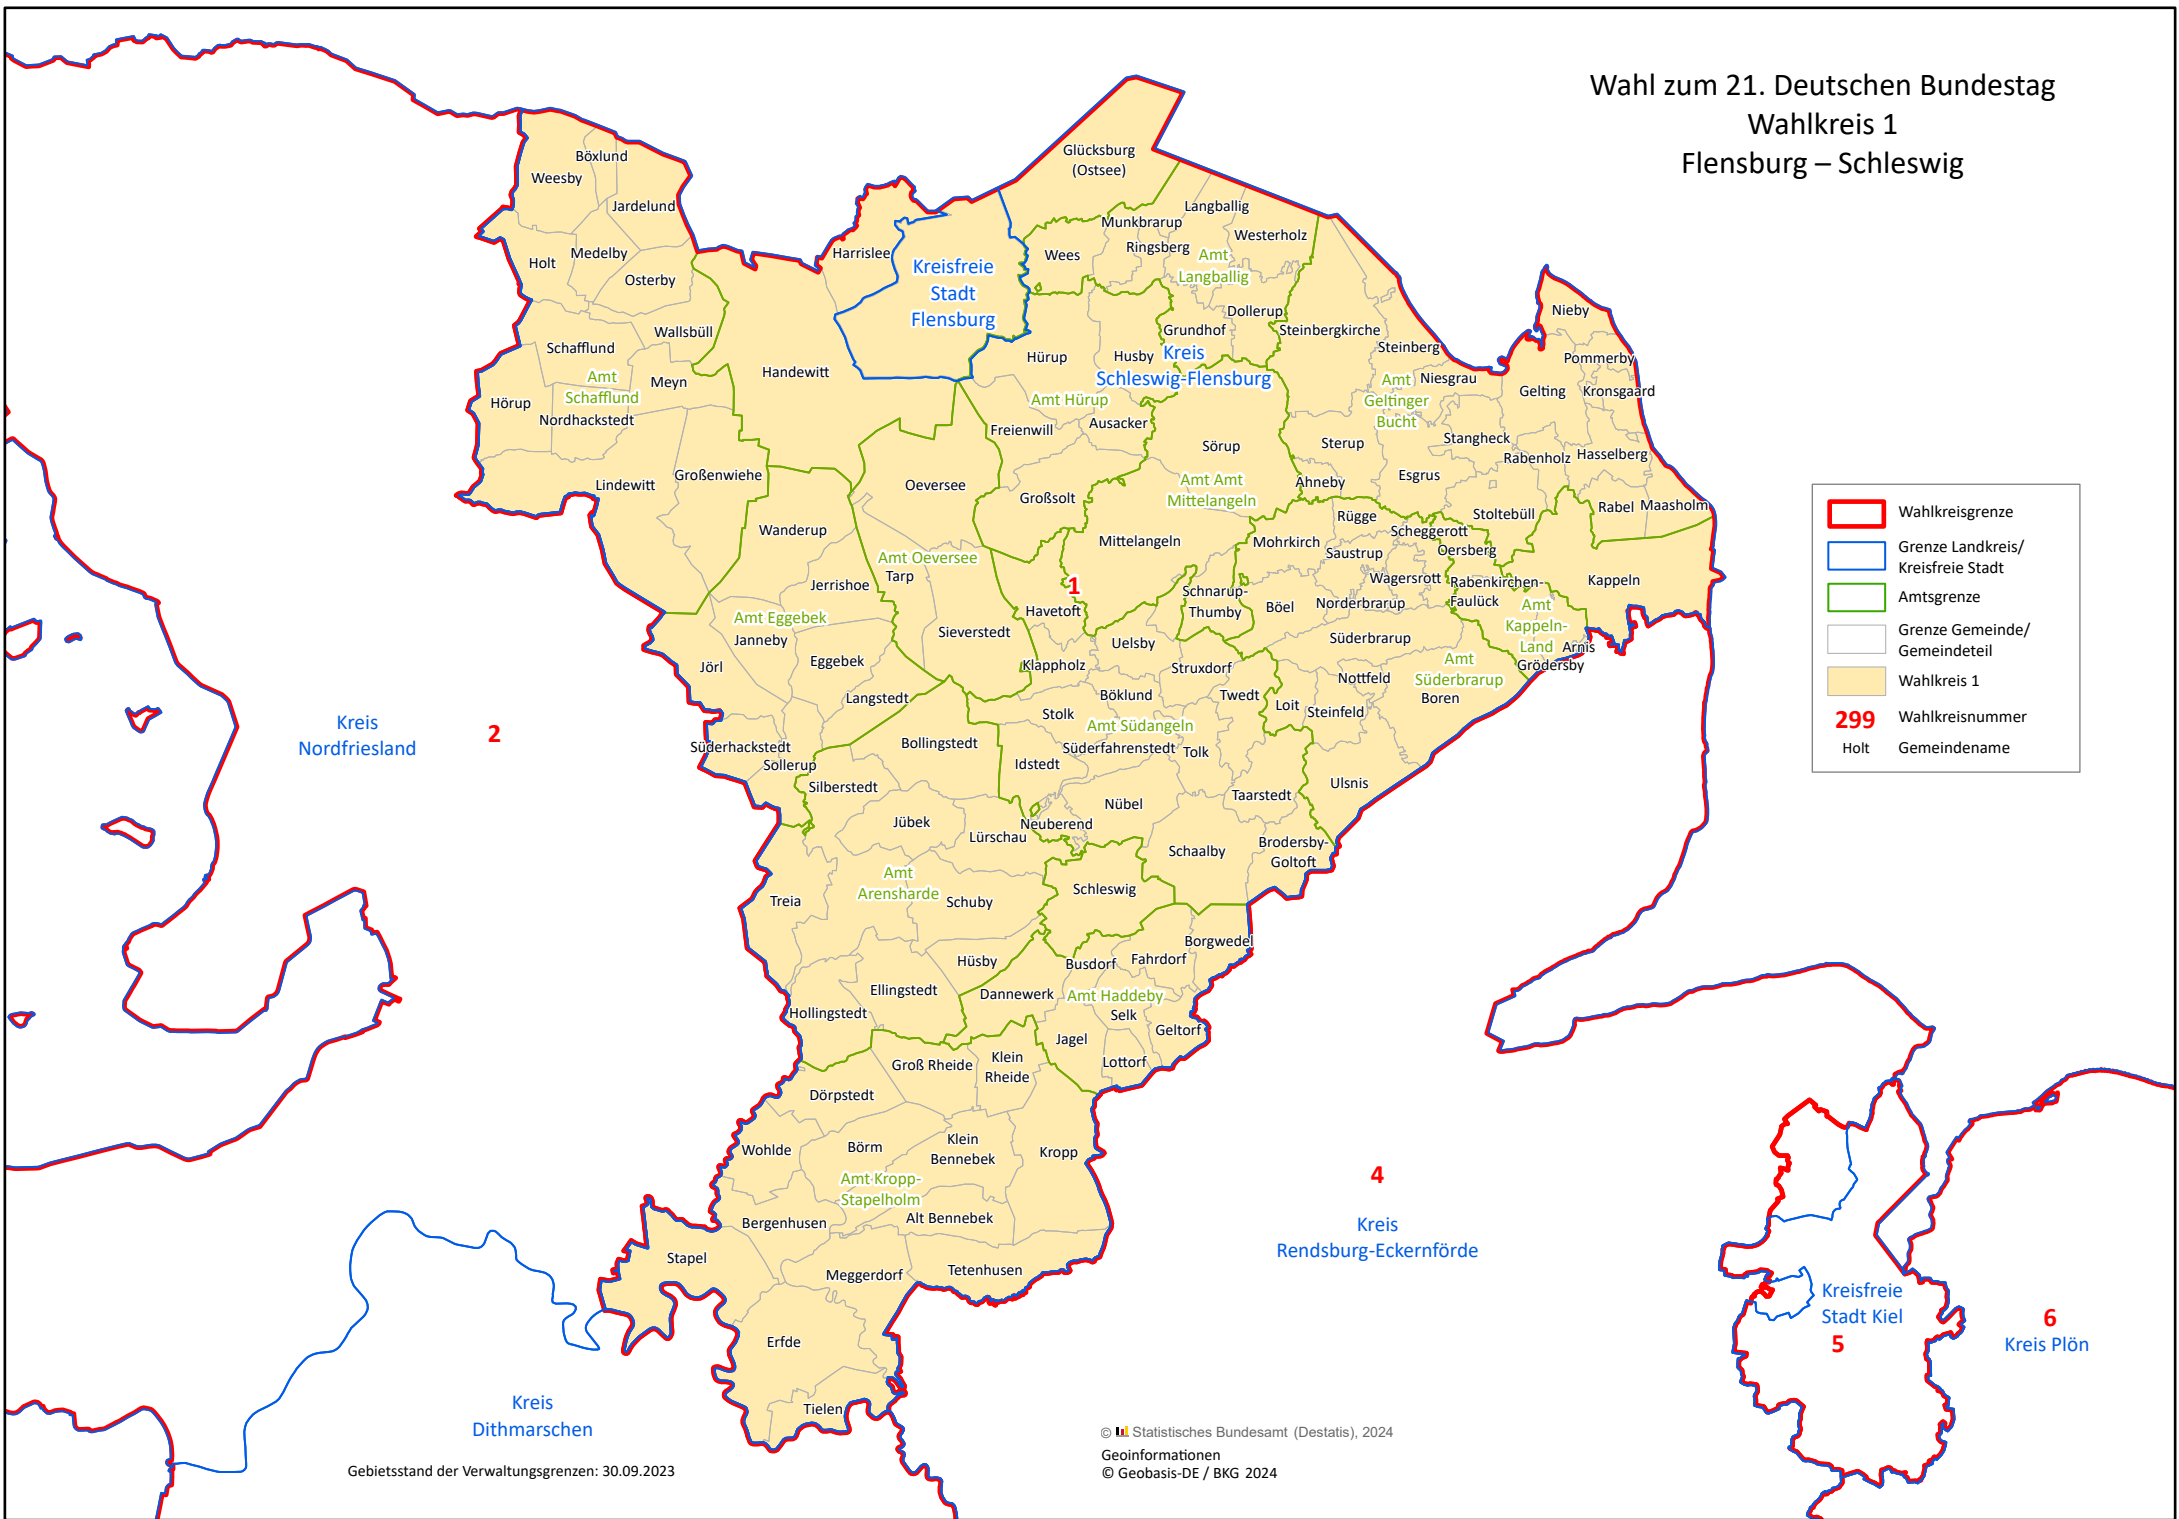 Wahl zum 21. Deutschen Bundestag
Wahlkreis 1
Flensburg – Schleswig
Glücksburg
(Ostsee)
Böxlund
Weesby
Jardelund
Langballig
Munkbrarup
Westerholz
Ringsberg
Harrislee
Wees
Medelby
Holt
Osterby
Kreisfreie
Stadt
Flensburg
Amt
Langballig
Nieby
Dollerup
Wallsbüll
Grundhof
Steinbergkirche
Schafflund
Steinberg
Hürup
Husby
Kreis
Schleswig-Flensburg
Pommerby
Handewitt
Amt
Schafflund
Meyn
Amt
Geltinger
Bucht
Niesgrau
Gelting
Kronsgaard
Hörup
Amt Hürup
Nordhackstedt
Freienwill
Ausacker
Sörup
Sterup
Stangheck
Rabenholz
Hasselberg
Großenwiehe
Lindewitt
Oeversee
Großsolt
Amt Amt
Mittelangeln
Ahneby
Esgrus
Stoltebüll
Rabel
Maasholm
Wanderup
Rügge
Scheggerott
Mittelangeln
Mohrkirch
Saustrup
Oersberg
Amt Oeversee
Tarp
Jerrishoe
1
Wagersrott
Rabenkirchen-
Faulück
Kappeln
Schnarup-
Thumby
Havetoft
Böel
Norderbrarup
Amt
Kappeln-
Land
Amt Eggebek
Janneby
Sieverstedt
Uelsby
Süderbrarup
Arnis
Grödersby
Jörl
Eggebek
Klappholz
Struxdorf
Amt
Süderbrarup
Nottfeld
Langstedt
Böklund
Twedt
Boren
Stolk
Loit
Steinfeld
Amt Südangeln
Süderhackstedt
Bollingstedt
Süderfahrenstedt
Tolk
Sollerup
Idstedt
Silberstedt
Ulsnis
Taarstedt
Nübel
Jübek
Neuberend
Lürschau
Schaalby
Brodersby-
Goltoft
Amt
Arensharde
Schleswig
Treia
Schuby
Borgwedel
Hüsby
Busdorf
Fahrdorf
Ellingstedt
Dannewerk
Amt Haddeby
Hollingstedt
Selk
Geltorf
Jagel
Lottorf
Groß Rheide
Klein
Rheide
Dörpstedt
Wohlde
Börm
Klein
Bennebek
Kropp
Amt Kropp-
Stapelholm
Bergenhusen
Alt Bennebek
Stapel
Meggerdorf
Tetenhusen
Erfde
Tielen
Kreis
Nordfriesland
2
Kreis
Dithmarschen
4
Kreis
Rendsburg-Eckernförde
Kreisfreie
Stadt Kiel
5
6
Kreis Plön
Wahlkreisgrenze
Grenze Landkreis/
Kreisfreie Stadt
Amtsgrenze
Grenze Gemeinde/
Gemeindeteil
Wahlkreis 1
299 Wahlkreisnummer
Holt Gemeindename
Gebietsstand der Verwaltungsgrenzen: 30.09.2023
© Statistisches Bundesamt (Destatis), 2024
Geoinformationen
© Geobasis-DE / BKG 2024